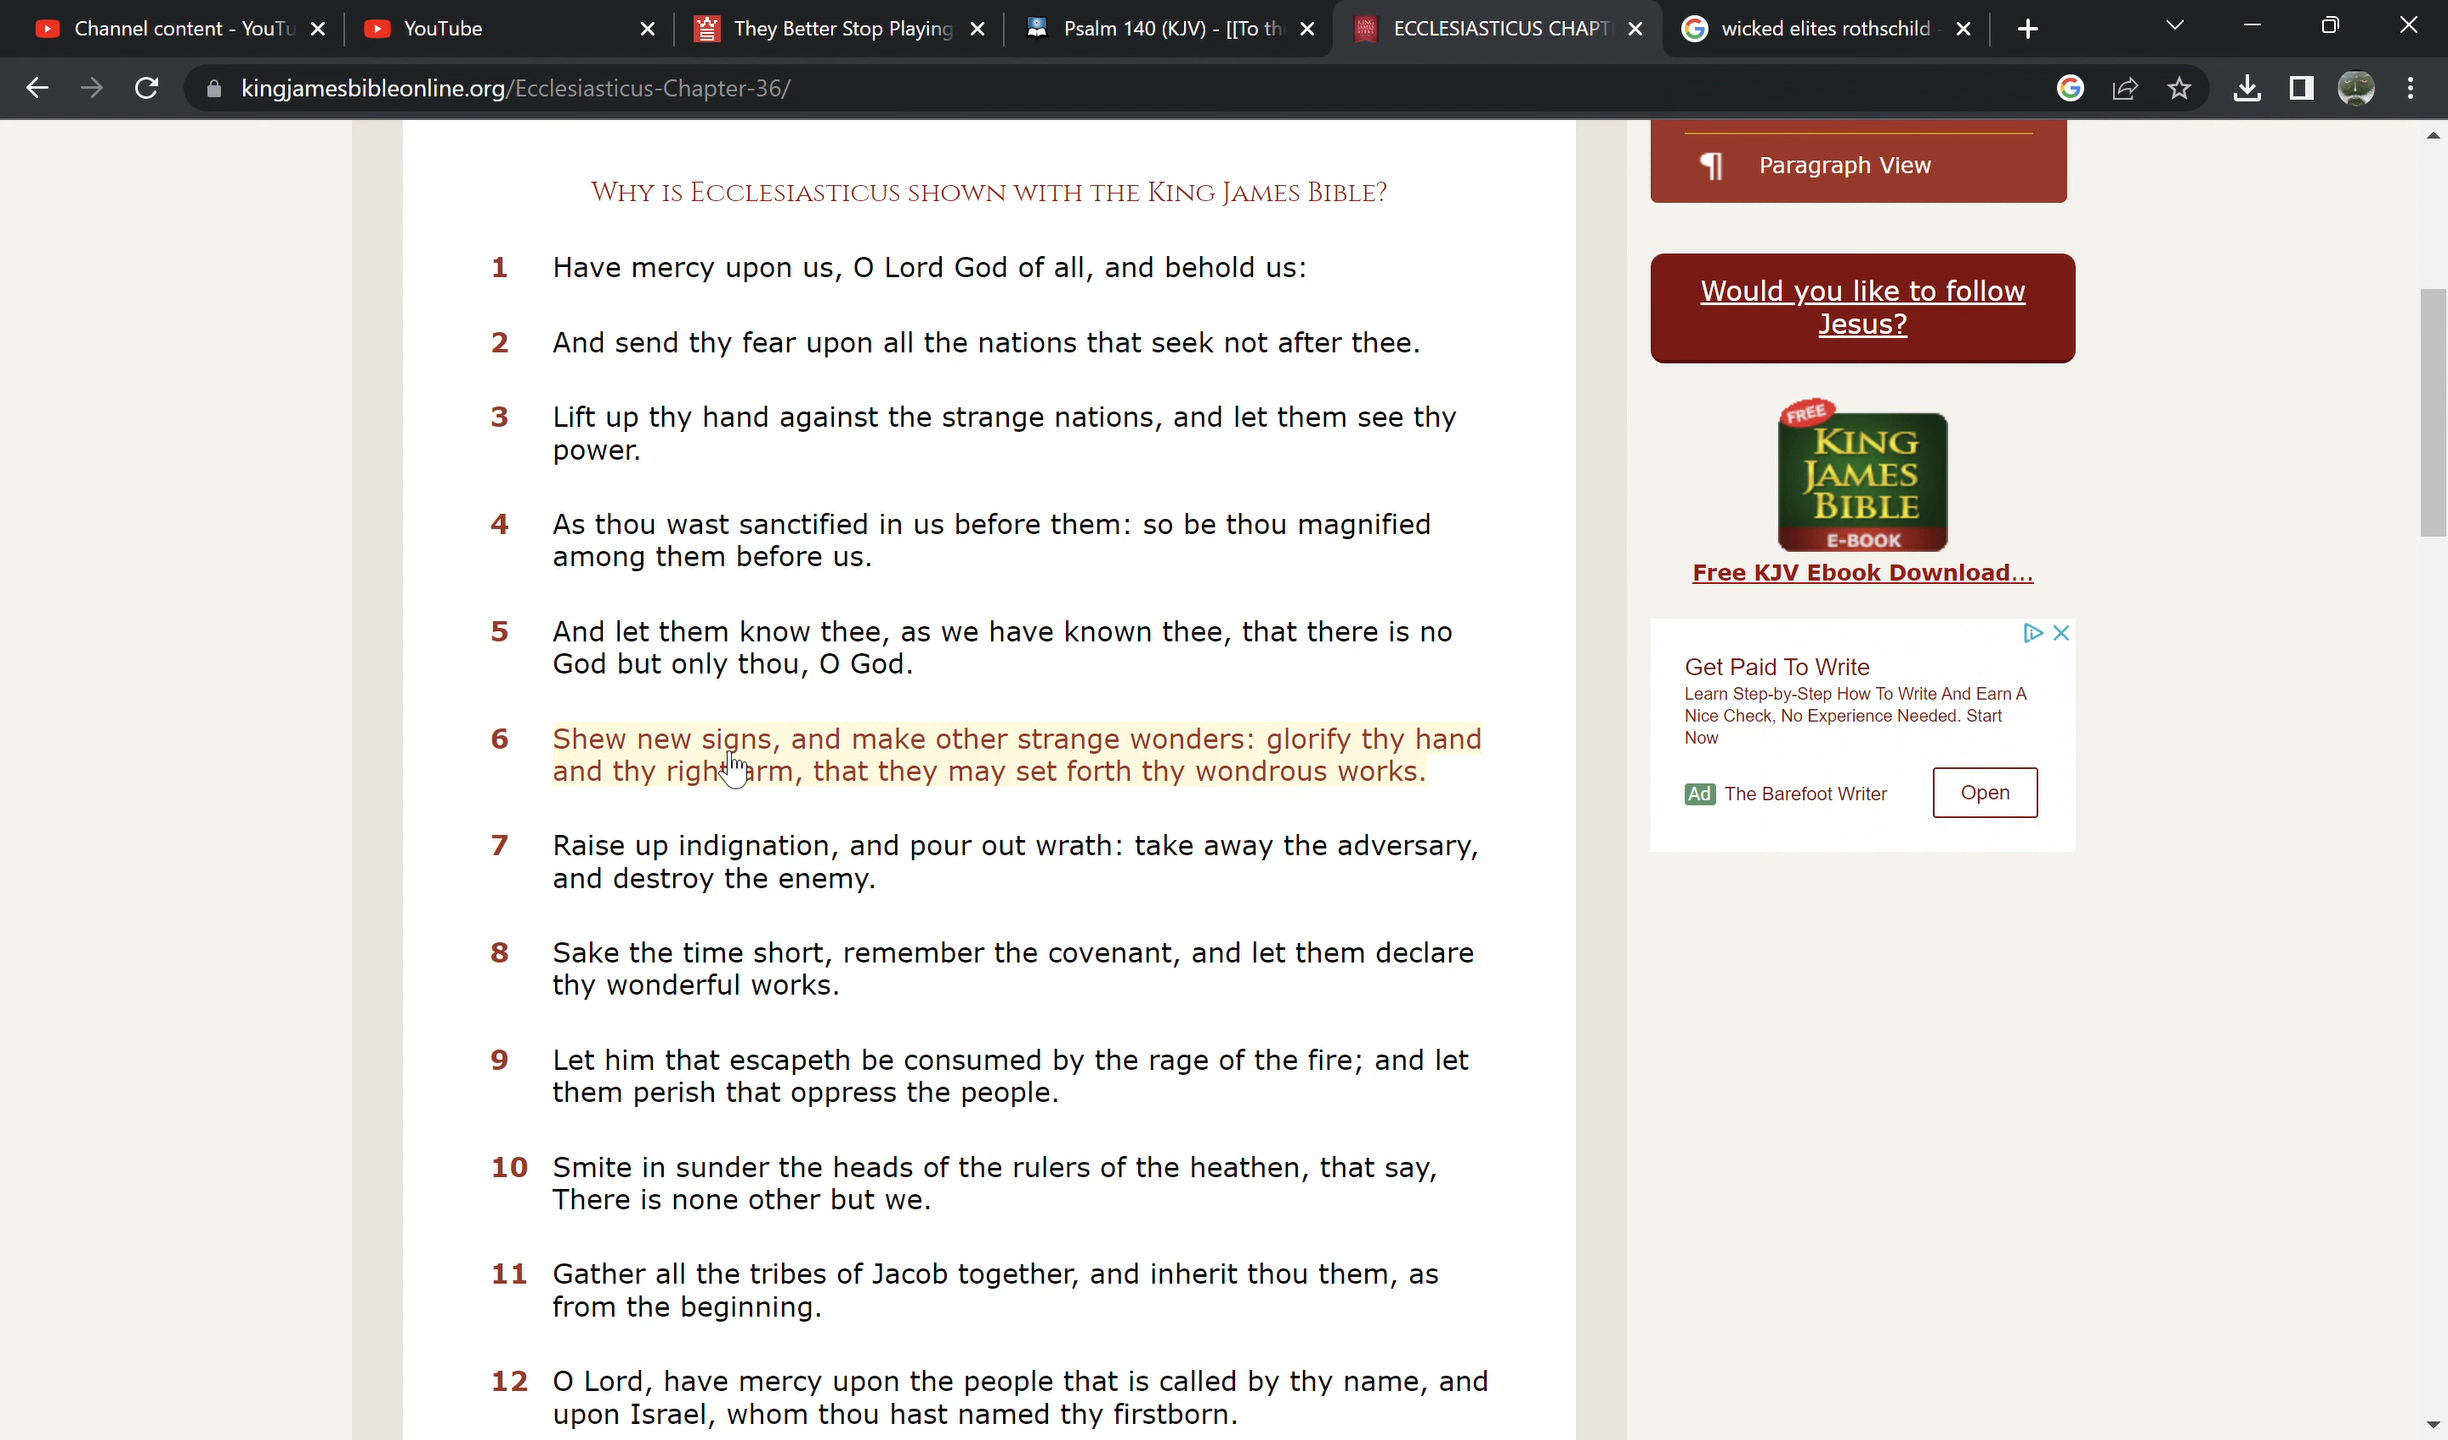 Channel content - YouTu
YouTube
They Better Stop Playing
Psalm 140 (KJV) - [[To th
ECCLESIASTICUS CHAPT
wicked elites rothschild -
kingjamesbibleonline.org/Ecclesiasticus-Chapter-36/
Paragraph View
WHY IS ECCLESIASTICUS SHOWN WITH THE KING JAMES BIBLE?
1 Have mercy upon us, O Lord God of all, and behold us:
2 And send thy fear upon all the nations that seek not after thee.
3 Lift up thy hand against the strange nations, and let them see thy
power.
4 As thou wast sanctified in us before them: so be thou magnified
among them before us.
5 And let them know thee, as we have known thee, that there is no
God but only thou, O God.
6 Shew new signs, and make other strange wonders: glorify thy hand
and thy right arm, that they may set forth thy wondrous works.
7 Raise up indignation, and pour out wrath: take away the adversary,
and destroy the enemy.
8 Sake the time short, remember the covenant, and let them declare
thy wonderful works.
9 Let him that escapeth be consumed by the rage of the fire; and let
them perish that oppress the people.
10 Smite in sunder the heads of the rulers of the heathen, that say,
There is none other but we.
11 Gather all the tribes of Jacob together, and inherit thou them, as
from the beginning.
12 O Lord, have mercy upon the people that is called by thy name, and
upon Israel, whom thou hast named thy firstborn.
Would you like to follow
Jesus?
FREE
KING
JAMES
BIBLE
E-BOOK
Free KJV Ebook Download...
Get Paid To Write
Learn Step-by-Step How To Write And Earn A
Nice Check, No Experience Needed. Start
Now
Ad The Barefoot Writer
Open